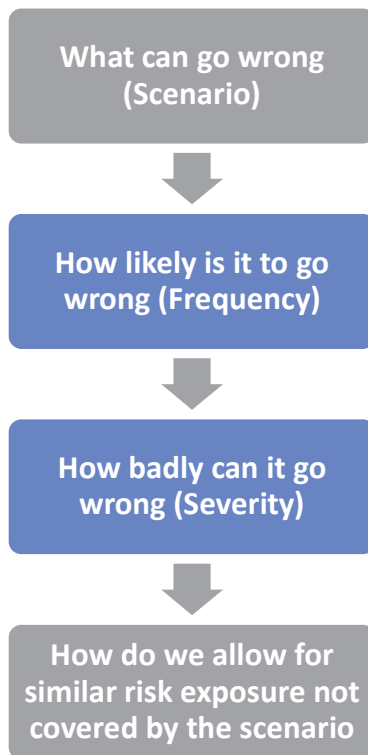 What can go wrong
(Scenario)
How likely is it to go
wrong (Frequency)
How badly can it go
wrong (Severity)
How do we allow for
similar risk exposure not
covered by the scenario